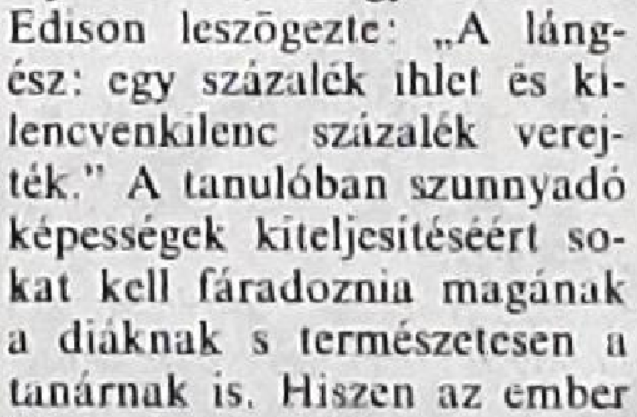 Edison leszögezte: „A láng-
ész: egy százalék ihlet és ki-
lencvenkilenc százalék verej-
ték.” A tanulóban szunnyadó
képességek kiteljesítéséért so-
kat kell fáradoznia magának
a diáknak s természetesen a
tanárnak is. Hiszen az ember